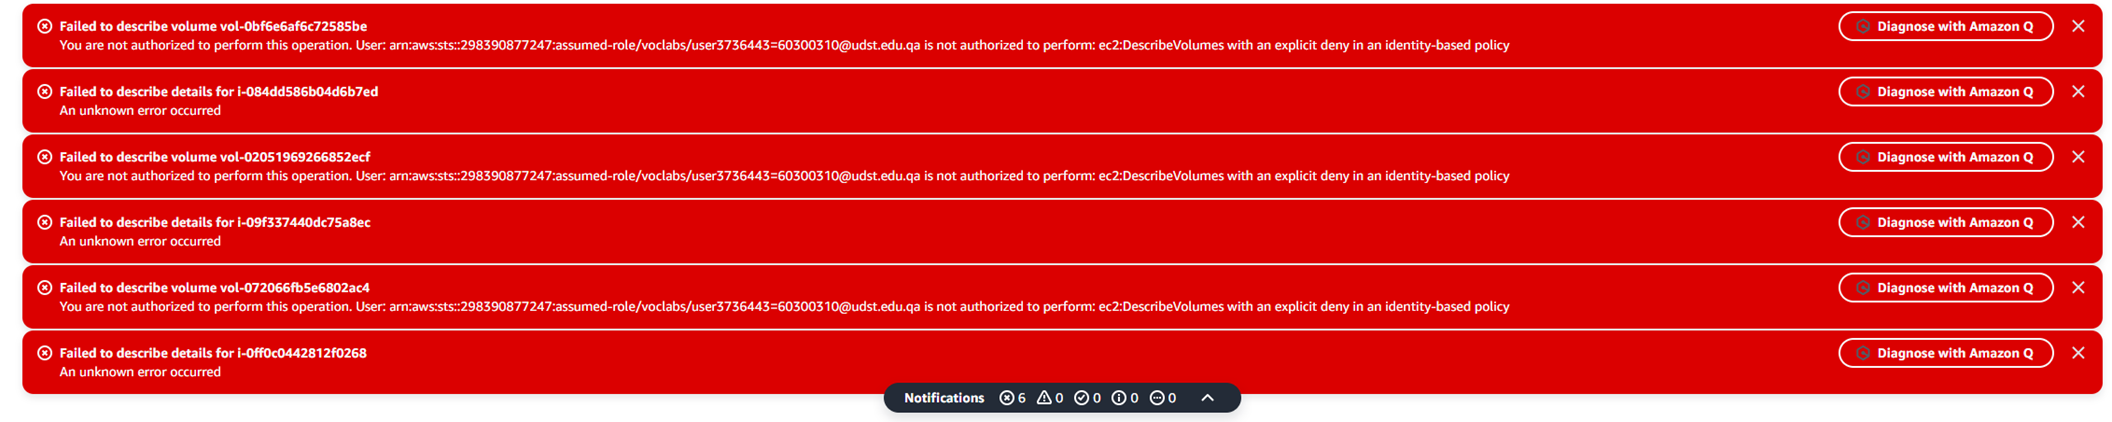 Failed to describe volume vol-0bf6e6af6c72585be
Diagnose with Amazon Q
You are not authorized to perform this operation. User: arn:aws:sts::298390877247:assumed-role/voclabs/user3736443=60300310@udst.edu.qa is not authorized to perform: ec2:DescribeVolumes with an explicit deny in an identity-based policy
Failed to describe details for i-084dd586b04d6b7ed
Diagnose with Amazon Q
An unknown error occurred
Failed to describe volume vol-02051969266852ecf
Diagnose with Amazon Q
You are not authorized to perform this operation. User: arn:aws:sts::298390877247:assumed-role/voclabs/user3736443=60300310@udst.edu.qa is not authorized to perform: ec2:DescribeVolumes with an explicit deny in an identity-based policy
Failed to describe details for i-09f337440dc75a8ec
Diagnose with Amazon Q
An unknown error occurred
Failed to describe volume vol-072066fb5e6802ac4
Diagnose with Amazon Q
You are not authorized to perform this operation. User: arn:aws:sts::298390877247:assumed-role/voclabs/user3736443=60300310@udst.edu.qa is not authorized to perform: ec2:DescribeVolumes with an explicit deny in an identity-based policy
Failed to describe details for i-0ff0c0442812f0268
Diagnose with Amazon Q
An unknown error occurred
Notifications 6 0 0 0 0